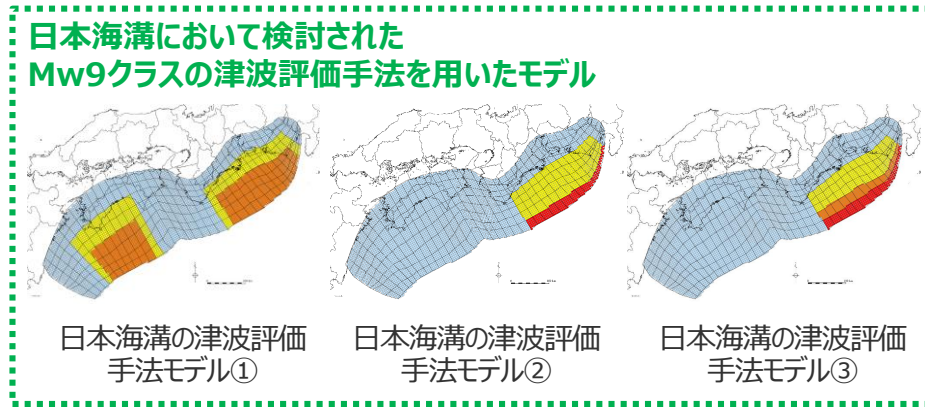 日本海溝において検討された
Mw9クラスの津波評価手法を用いたモデル
日本海溝の津波評価
手法モデル①
日本海溝の津波評価
手法モデル②
日本海溝の津波評価
手法モデル③